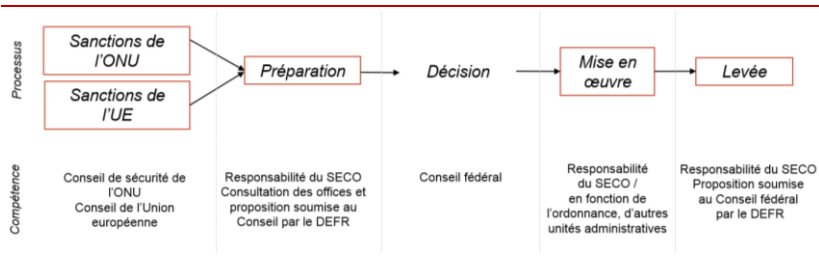 Processus
Sanctions de
l'ONU
Sanctions de
l'UE
Préparation
Décision
Mise en
œuvre
Levée
Compétence
Conseil de sécurité de
l'ONU
Conseil de l'Union
européenne
Responsabilité du SECO
Consultation des offices et
proposition soumise au
Conseil par le DEFR
Conseil fédéral
Responsabilité
du SECO /
en fonction de
l'ordonnance, d'autres
unités administratives
Responsabilité du SECO
Proposition soumise
au Conseil fédéral
par le DEFR